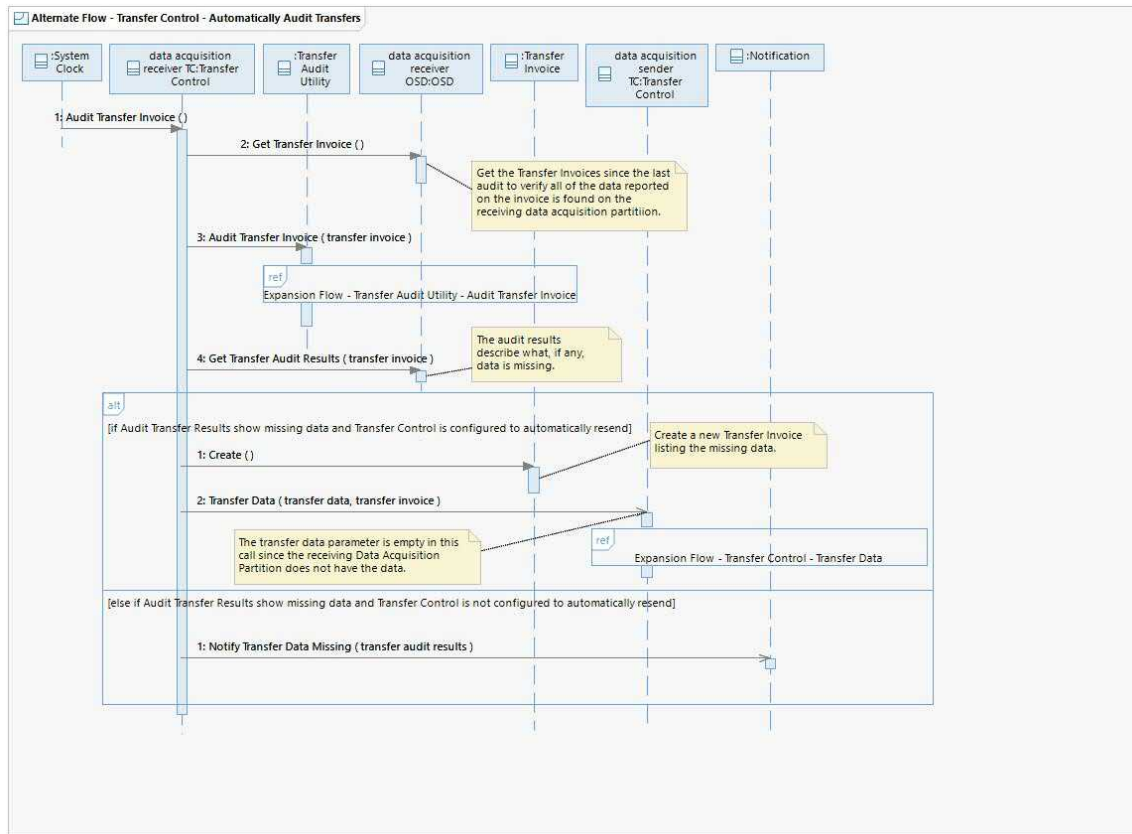 Alternate Flow - Transfer Control - Automatically Audit Transfers
:System
Clock
data acquisition
receiver TC:Transfer
Control
:Transfer
Audit
Utility
data acquisition
receiver
OSD:OSD
:Transfer
Invoice
data acquisition
sender
TC:Transfer
Control
:Notification
1: Audit Transfer Invoice ( )
2: Get Transfer Invoice ( )
Get the Transfer Invoices since the last
audit to verify all of the data reported
on the invoice is found on the
receiving data acquisition partitiion.
3: Audit Transfer Invoice ( transfer invoice )
ref
Expansion Flow - Transfer Audit Utility - Audit Transfer Invoice
The audit results
describe what, if any,
data is missing.
4: Get Transfer Audit Results ( transfer invoice )
alt
[if Audit Transfer Results show missing data and Transfer Control is configured to automatically resend]
Create a new Transfer Invoice
listing the missing data.
1: Create ( )
2: Transfer Data ( transfer data, transfer invoice )
The transfer data parameter is empty in this
call since the receiving Data Acquisition
Partition does not have the data.
ref
Expansion Flow - Transfer Control - Transfer Data
[else if Audit Transfer Results show missing data and Transfer Control is not configured to automatically resend]
1: Notify Transfer Data Missing ( transfer audit results )